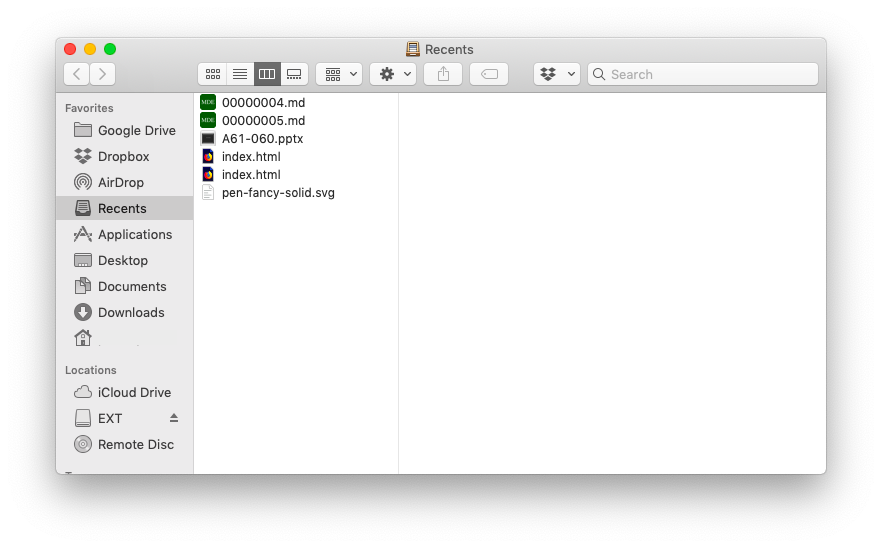 Recents
Search
Favorites
Google Drive
Dropbox
AirDrop
Recents
Applications
Desktop
Documents
Downloads
Locations
iCloud Drive
EXT
Remote Disc
MDE 00000004.md
MDE 00000005.md
A61-060.pptx
index.html
index.html
pen-fancy-solid.svg